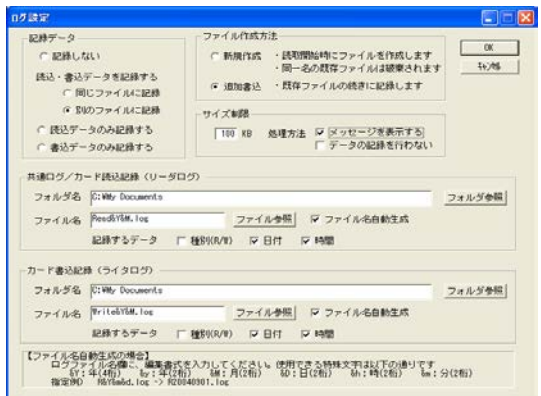 ログ設定
記録データ
記録しない
読込・書込データを記録する
同じファイルに記録
別のファイルに記録
読込データのみ記録する
書込データのみ記録する
ファイル作成方法
新規作成 ・読取開始時にファイルを作成します
・同一名の既存ファイルは破棄されます
追加書込 ・既存ファイルの続きに記録します
サイズ制限
100 KB 処理方法 メッセージを表示する
データの記録を行わない
OK
ｷｬﾝｾﾙ
共通ログ/カード読込記録（リーダログ）
フォルダ名 C:\My Documents フォルダ参照
ファイル名 Read&Y&M.log ファイル参照 ファイル名自動生成
記録するデータ 種別(R/W) 日付 時間
カード書込記録（ライタログ）
フォルダ名 C:\My Documents フォルダ参照
ファイル名 Write&Y&M.log ファイル参照 ファイル名自動生成
記録するデータ 種別(R/W) 日付 時間
【ファイル名自動生成の場合】
ログファイル名欄に、編集書式を入力してください。使用できる特殊文字は以下の通りです
&Y：年(4桁) &y：年(2桁) &M：月(2桁) &D：日(2桁) &h：時(2桁) &m：分(2桁)
指定例) R&Y&m&d.log -> R20040301.log